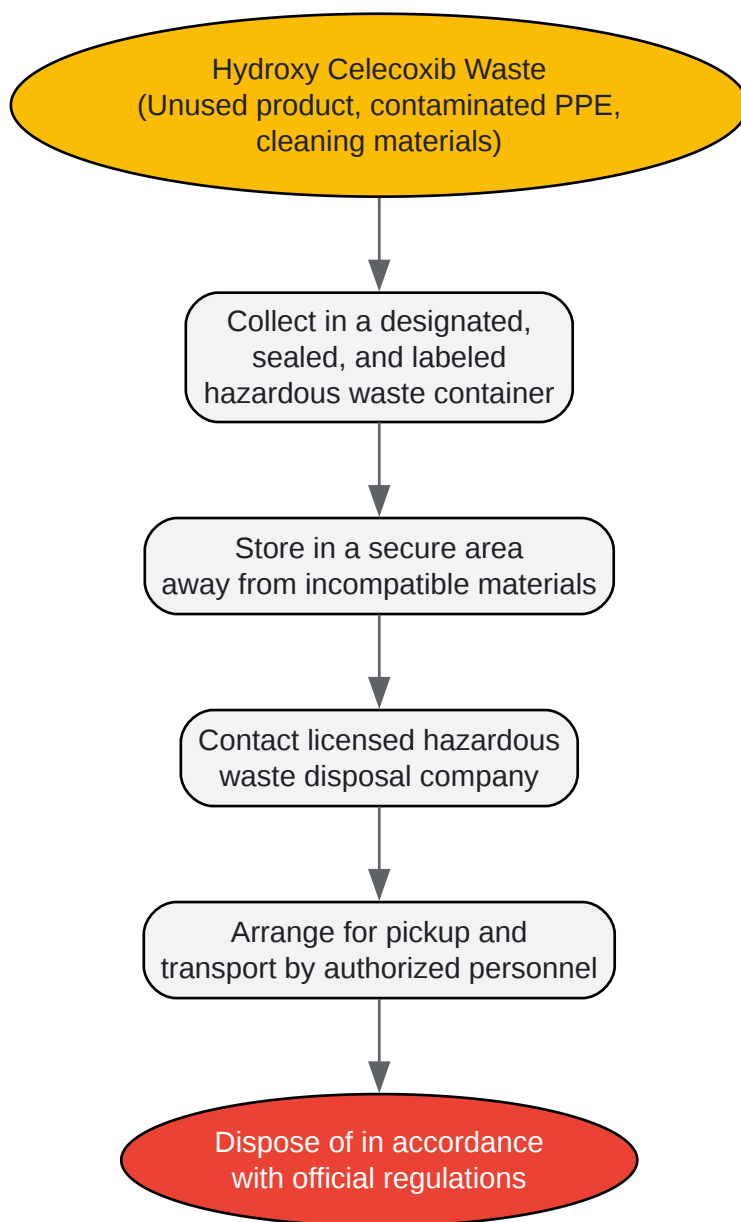 Hydroxy Celecoxib Waste
(Unused product, contaminated PPE,
cleaning materials)
Collect in a designated,
sealed, and labeled
hazardous waste container
Store in a secure area
away from incompatible materials
Contact licensed hazardous
waste disposal company
Arrange for pickup and
transport by authorized personnel
Dispose of in accordance
with official regulations